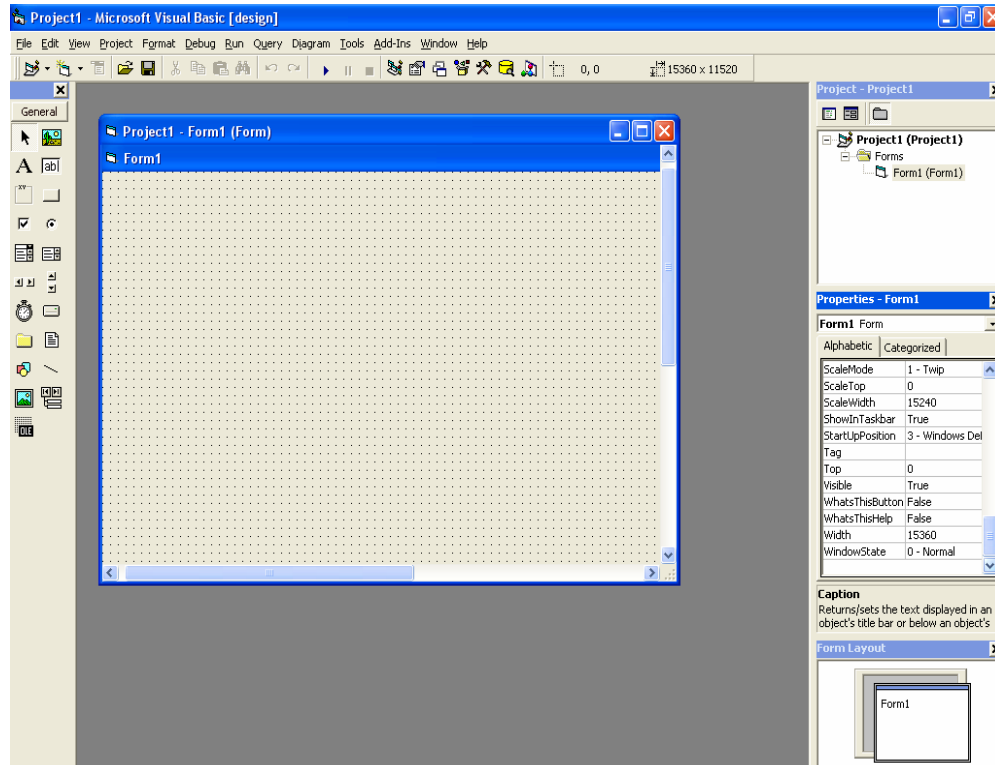 Project1 - Microsoft Visual Basic [design]
File Edit View Project Format Debug Run Query Diagram Tools Add-Ins Window Help
0, 0 15360 x 11520
General
A ab|
XY
OLE
Project1 - Form1 (Form)
Form1
Project - Project1
Project1 (Project1)
Forms
Form1 (Form1)
Properties - Form1
Form1 Form
Alphabetic Categorized
ScaleMode 1 - Twip
ScaleTop 0
ScaleWidth 15240
ShowInTaskbar True
StartUpPosition 3 - Windows Def
Tag
Top 0
Visible True
WhatsThisButton False
WhatsThisHelp False
Width 15360
WindowState 0 - Normal
Caption
Returns/sets the text displayed in an
object's title bar or below an object's
Form Layout
Form1